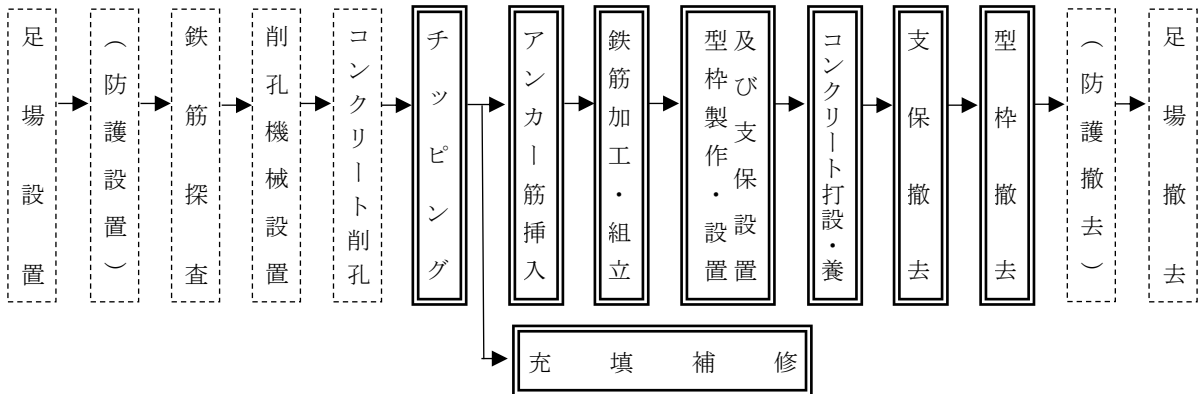 足場設置
（防護設置）
鉄筋探査
削孔機械設置
コンクリート削孔
チッピング
アンカー筋挿入
鉄筋加工・組立
型枠製作・設置
及び支保設置
コンクリート打設・養
支保撤去
型枠撤去
（防護撤去）
足場撤去
充填補修